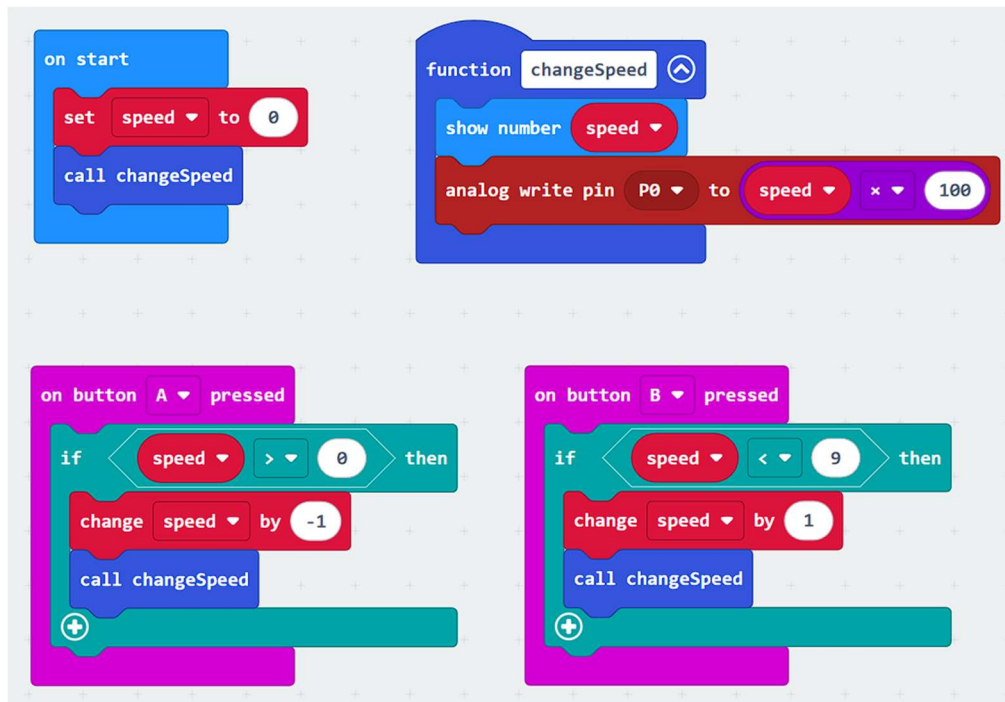 on start
set speed to 0
call changeSpeed
function changeSpeed
show number speed
analog write pin P0 to speed × 100
on button A pressed
if speed > 0 then
change speed by -1
call changeSpeed
on button B pressed
if speed < 9 then
change speed by 1
call changeSpeed